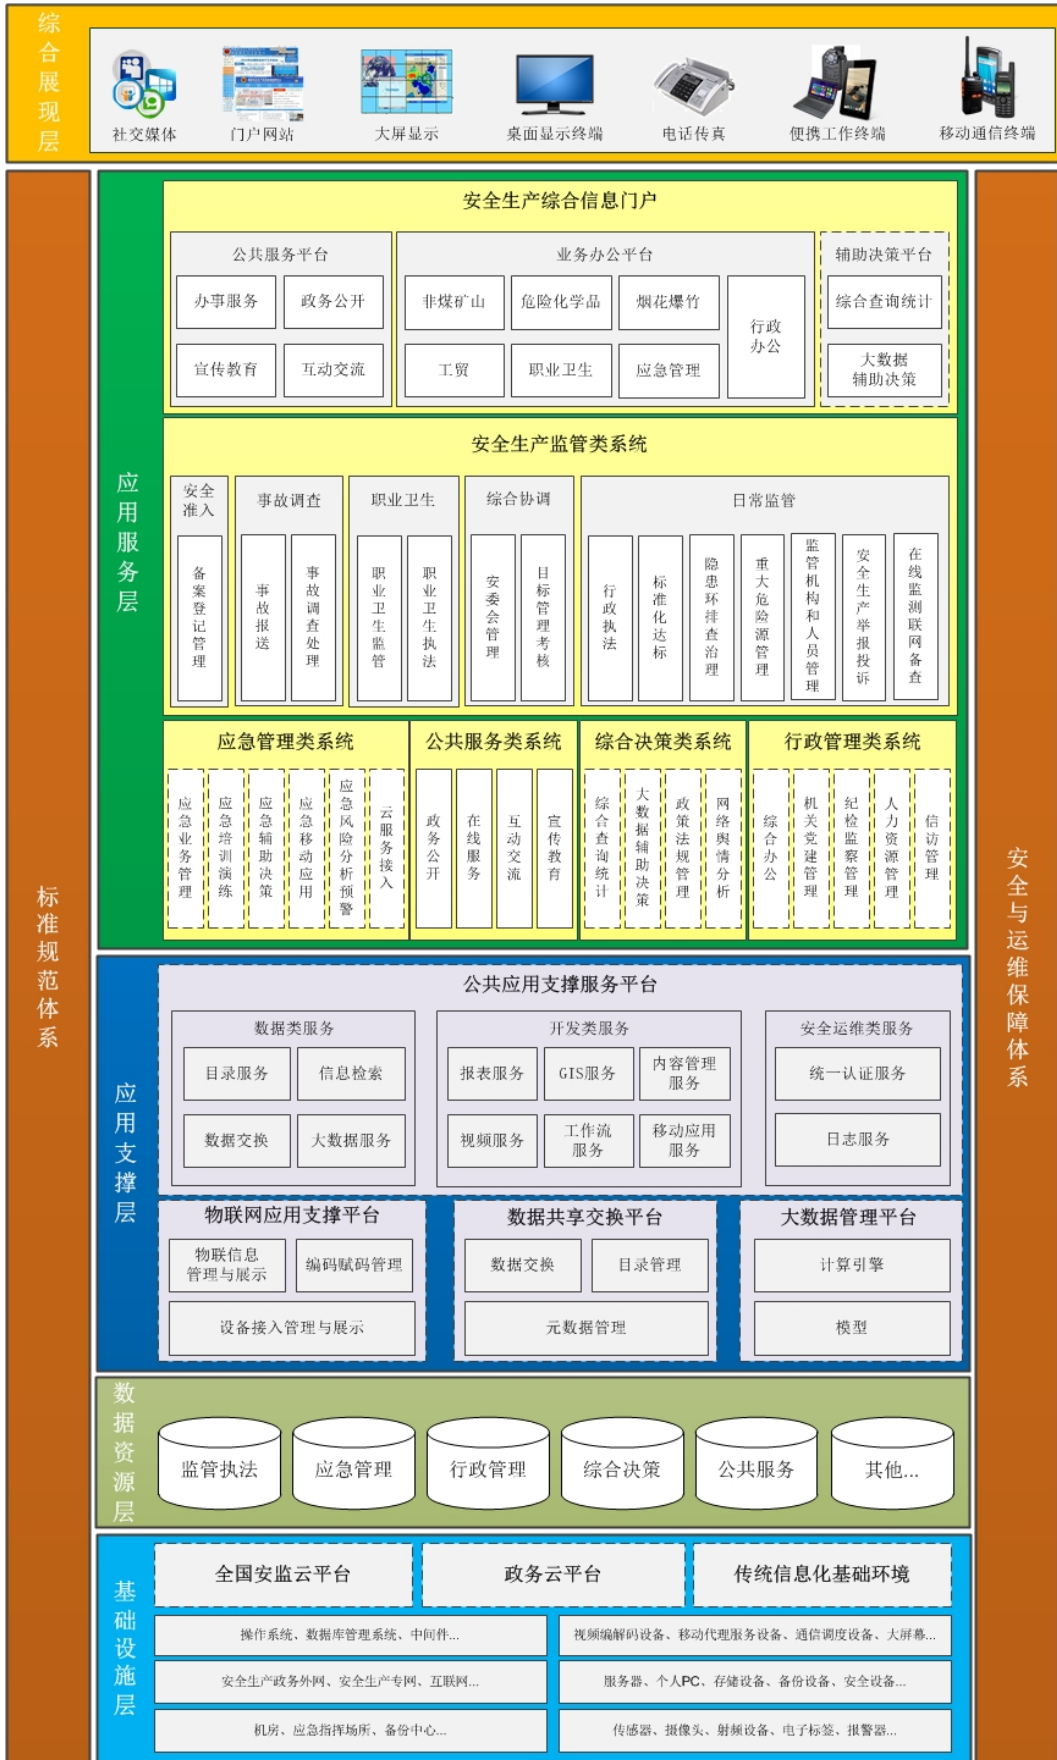 综合展现层
社交媒体
门户网站
大屏显示
桌面显示终端
电话传真
便携工作终端
移动通信终端
标准规范体系
安全与运维保障体系
应用服务层
安全生产综合信息门户
公共服务平台
办事服务
政务公开
宣传教育
互动交流
业务办公平台
非煤矿山
危险化学品
烟花爆竹
工贸
职业卫生
应急管理
行政
办公
辅助决策平台
综合查询统计
大数据
辅助决策
安全生产监管类系统
安全
准入
备案登记管理
事故调查
事故报送
事故调查处理
职业卫生
职业卫生监管
职业卫生执法
综合协调
安委会管理
目标管理考核
日常监管
行政执法
标准化达标
隐患环排查治理
重大危险源管理
监管机构和人员管理
安全生产举报投诉
在线监测联网备查
应急管理类系统
应急业务管理
应急培训演练
应急辅助决策
应急移动应用
应急风险分析预警
云服务接入
公共服务类系统
政务公开
在线服务
互动交流
宣传教育
综合决策类系统
综合查询统计
大数据辅助决策
政策法规管理
网络舆情分析
行政管理类系统
综合办公
机关党建管理
纪检监察管理
人力资源管理
信访管理
应用支撑层
公共应用支撑服务平台
数据类服务
目录服务
信息检索
数据交换
大数据服务
开发类服务
报表服务
GIS服务
内容管理
服务
视频服务
工作流
服务
移动应用
服务
安全运维类服务
统一认证服务
日志服务
物联网应用支撑平台
物联信息
管理与展示
编码赋码管理
设备接入管理与展示
数据共享交换平台
数据交换
目录管理
元数据管理
大数据管理平台
计算引擎
模型
数据资源层
监管执法
应急管理
行政管理
综合决策
公共服务
其他...
基础设施层
全国安监云平台
政务云平台
传统信息化基础环境
操作系统、数据库管理系统、中间件...
视频编解码设备、移动代理服务设备、通信调度设备、大屏幕...
安全生产政务外网、安全生产专网、互联网...
服务器、个人PC、存储设备、备份设备、安全设备...
机房、应急指挥场所、备份中心...
传感器、摄像头、射频设备、电子标签、报警器...